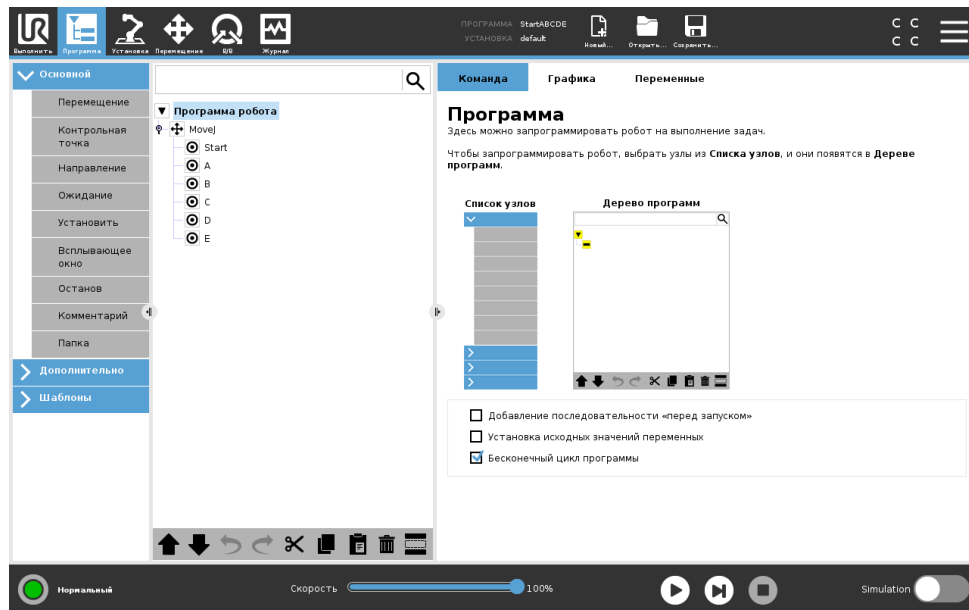 ПРОГРАММА StartABCDE
УСТАНОВКА default
Выполнить Программа Установка Перемещение В/В Журнал
Новый... Открыть... Сохранить...
C C
C C
Основной
Перемещение
Контрольная
точка
Направление
Ожидание
Установить
Всплывающее
окно
Останов
Комментарий
Папка
Дополнительно
Шаблоны
Программа робота
MoveJ
Start
A
B
C
D
E
Команда Графика Переменные
Программа
Здесь можно запрограммировать робот на выполнение задач.
Чтобы запрограммировать робот, выбрать узлы из Списка узлов, и они появятся в Дереве
программ.
Список узлов Дерево программ
Добавление последовательности «перед запуском»
Установка исходных значений переменных
Бесконечный цикл программы
Нормальный
Скорость 100%
Simulation